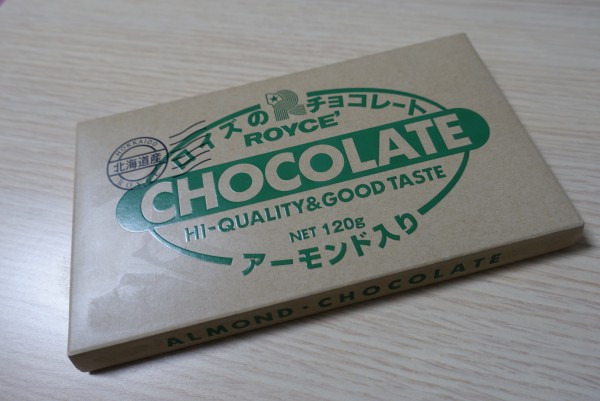 ロイズの R チョコレート
ROYCE'
HOKKAIDO
北海道産
CHOCOLATE
HI-QUALITY&GOOD TASTE
NET 120g
アーモンド入り
ALMOND・CHOCOLATE